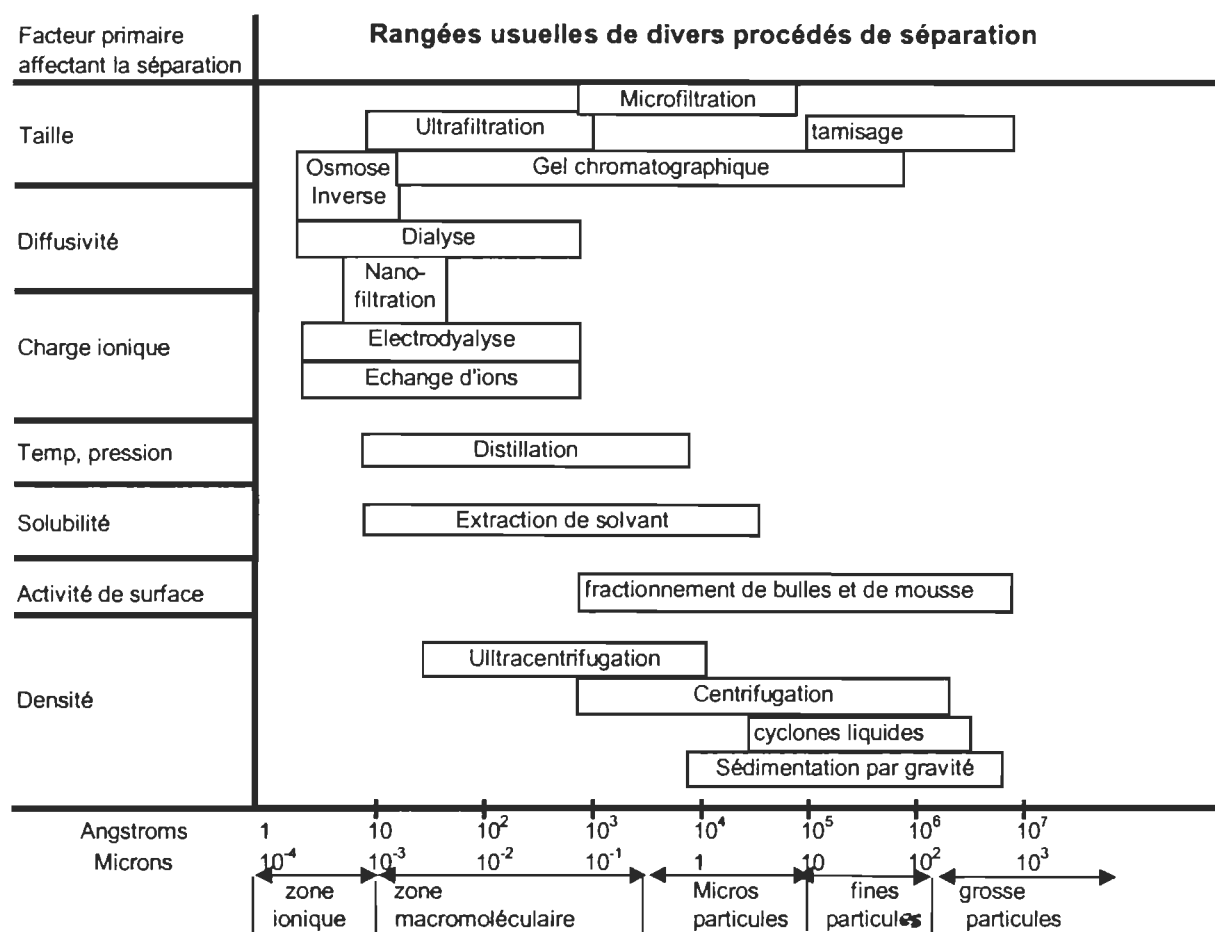 Facteur primaire
affectant la séparation
Rangées usuelles de divers procédés de séparation
Taille
Microfiltration
Ultrafiltration
tamisage
Osmose
Inverse
Gel chromatographique
Diffusivité
Dialyse
Nano-
filtration
Charge ionique
Electrodyalyse
Echange d'ions
Temp, pression
Distillation
Solubilité
Extraction de solvant
Activité de surface
fractionnement de bulles et de mousse
Densité
Ulltracentrifugation
Centrifugation
cyclones liquides
Sédimentation par gravité
Angstroms 1 10 10² 10³ 10⁴ 10⁵ 10⁶ 10⁷
Microns 10⁻⁴ 10⁻³ 10⁻² 10⁻¹ 1 10 10² 10³
zone
ionique
zone
macromoléculaire
Micros
particules
fines
particules
grosse
particules